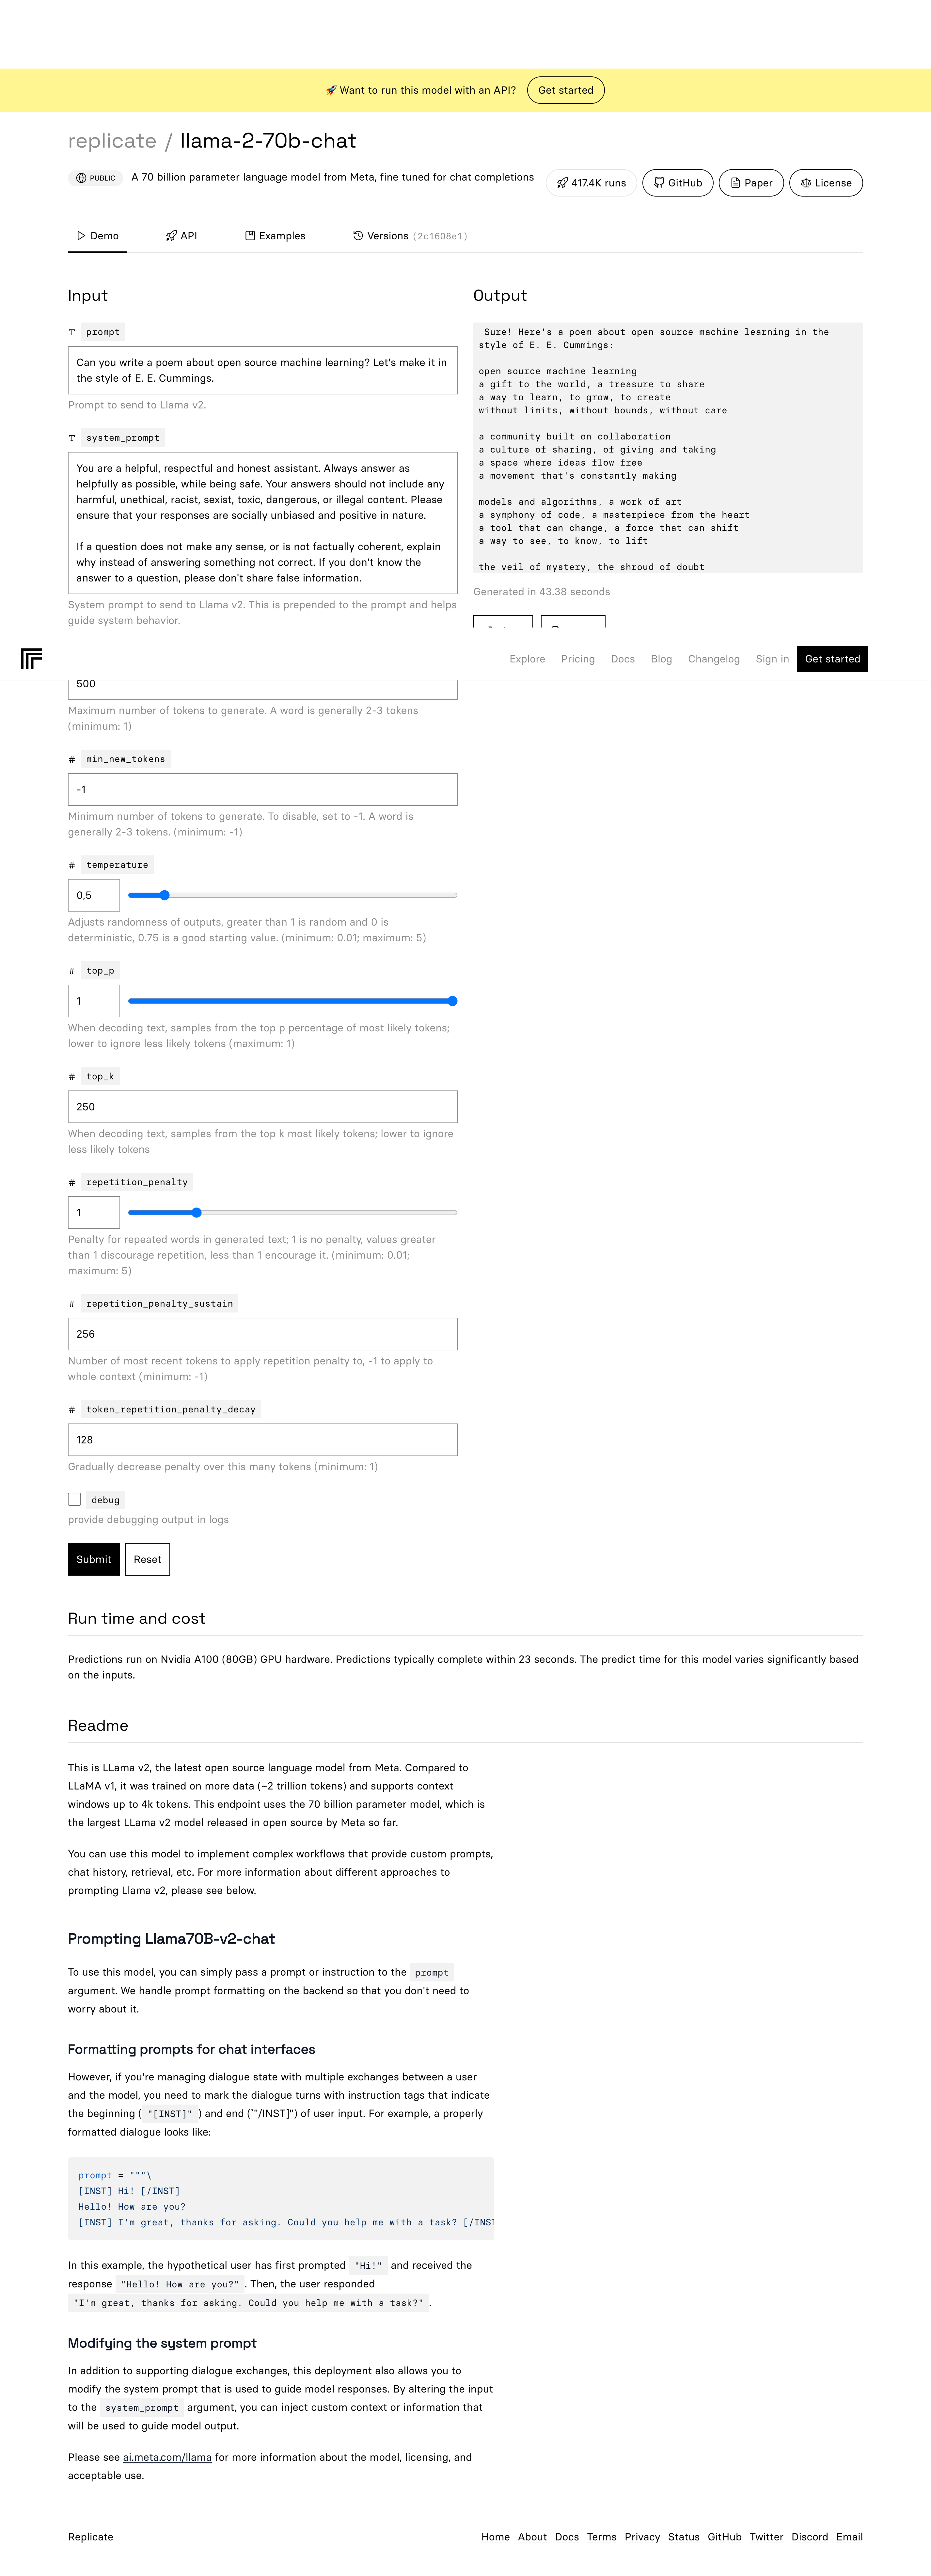 🚀 Want to run this model with an API? Get started
replicate / llama-2-70b-chat
PUBLIC A 70 billion parameter language model from Meta, fine tuned for chat completions 417.4K runs GitHub Paper License
Demo API Examples Versions (2c1608e1)
Input
T prompt
Can you write a poem about open source machine learning? Let's make it in
the style of E. E. Cummings.
Prompt to send to Llama v2.
T system_prompt
You are a helpful, respectful and honest assistant. Always answer as
helpfully as possible, while being safe. Your answers should not include any
harmful, unethical, racist, sexist, toxic, dangerous, or illegal content. Please
ensure that your responses are socially unbiased and positive in nature.
If a question does not make any sense, or is not factually coherent, explain
why instead of answering something not correct. If you don't know the
answer to a question, please don't share false information.
System prompt to send to Llama v2. This is prepended to the prompt and helps
guide system behavior.
Output
Sure! Here's a poem about open source machine learning in the
style of E. E. Cummings:
open source machine learning
a gift to the world, a treasure to share
a way to learn, to grow, to create
without limits, without bounds, without care
a community built on collaboration
a culture of sharing, of giving and taking
a space where ideas flow free
a movement that's constantly making
models and algorithms, a work of art
a symphony of code, a masterpiece from the heart
a tool that can change, a force that can shift
a way to see, to know, to lift
the veil of mystery, the shroud of doubt
Generated in 43.38 seconds
Explore Pricing Docs Blog Changelog Sign in Get started
500
Maximum number of tokens to generate. A word is generally 2-3 tokens
(minimum: 1)
# min_new_tokens
-1
Minimum number of tokens to generate. To disable, set to -1. A word is
generally 2-3 tokens. (minimum: -1)
# temperature
0,5
Adjusts randomness of outputs, greater than 1 is random and 0 is
deterministic, 0.75 is a good starting value. (minimum: 0.01; maximum: 5)
# top_p
1
When decoding text, samples from the top p percentage of most likely tokens;
lower to ignore less likely tokens (maximum: 1)
# top_k
250
When decoding text, samples from the top k most likely tokens; lower to ignore
less likely tokens
# repetition_penalty
1
Penalty for repeated words in generated text; 1 is no penalty, values greater
than 1 discourage repetition, less than 1 encourage it. (minimum: 0.01;
maximum: 5)
# repetition_penalty_sustain
256
Number of most recent tokens to apply repetition penalty to, -1 to apply to
whole context (minimum: -1)
# token_repetition_penalty_decay
128
Gradually decrease penalty over this many tokens (minimum: 1)
debug
provide debugging output in logs
Submit Reset
Run time and cost
Predictions run on Nvidia A100 (80GB) GPU hardware. Predictions typically complete within 23 seconds. The predict time for this model varies significantly based
on the inputs.
Readme
This is LLama v2, the latest open source language model from Meta. Compared to
LLaMA v1, it was trained on more data (~2 trillion tokens) and supports context
windows up to 4k tokens. This endpoint uses the 70 billion parameter model, which is
the largest LLama v2 model released in open source by Meta so far.
You can use this model to implement complex workflows that provide custom prompts,
chat history, retrieval, etc. For more information about different approaches to
prompting Llama v2, please see below.
Prompting Llama70B-v2-chat
To use this model, you can simply pass a prompt or instruction to the prompt
argument. We handle prompt formatting on the backend so that you don't need to
worry about it.
Formatting prompts for chat interfaces
However, if you're managing dialogue state with multiple exchanges between a user
and the model, you need to mark the dialogue turns with instruction tags that indicate
the beginning ( "[INST]" ) and end (`"/INST]") of user input. For example, a properly
formatted dialogue looks like:
prompt = """\
[INST] Hi! [/INST]
Hello! How are you?
[INST] I'm great, thanks for asking. Could you help me with a task? [/INST
In this example, the hypothetical user has first prompted "Hi!" and received the
response "Hello! How are you?" . Then, the user responded
"I'm great, thanks for asking. Could you help me with a task?" .
Modifying the system prompt
In addition to supporting dialogue exchanges, this deployment also allows you to
modify the system prompt that is used to guide model responses. By altering the input
to the system_prompt argument, you can inject custom context or information that
will be used to guide model output.
Please see ai.meta.com/llama for more information about the model, licensing, and
acceptable use.
Replicate Home About Docs Terms Privacy Status GitHub Twitter Discord Email